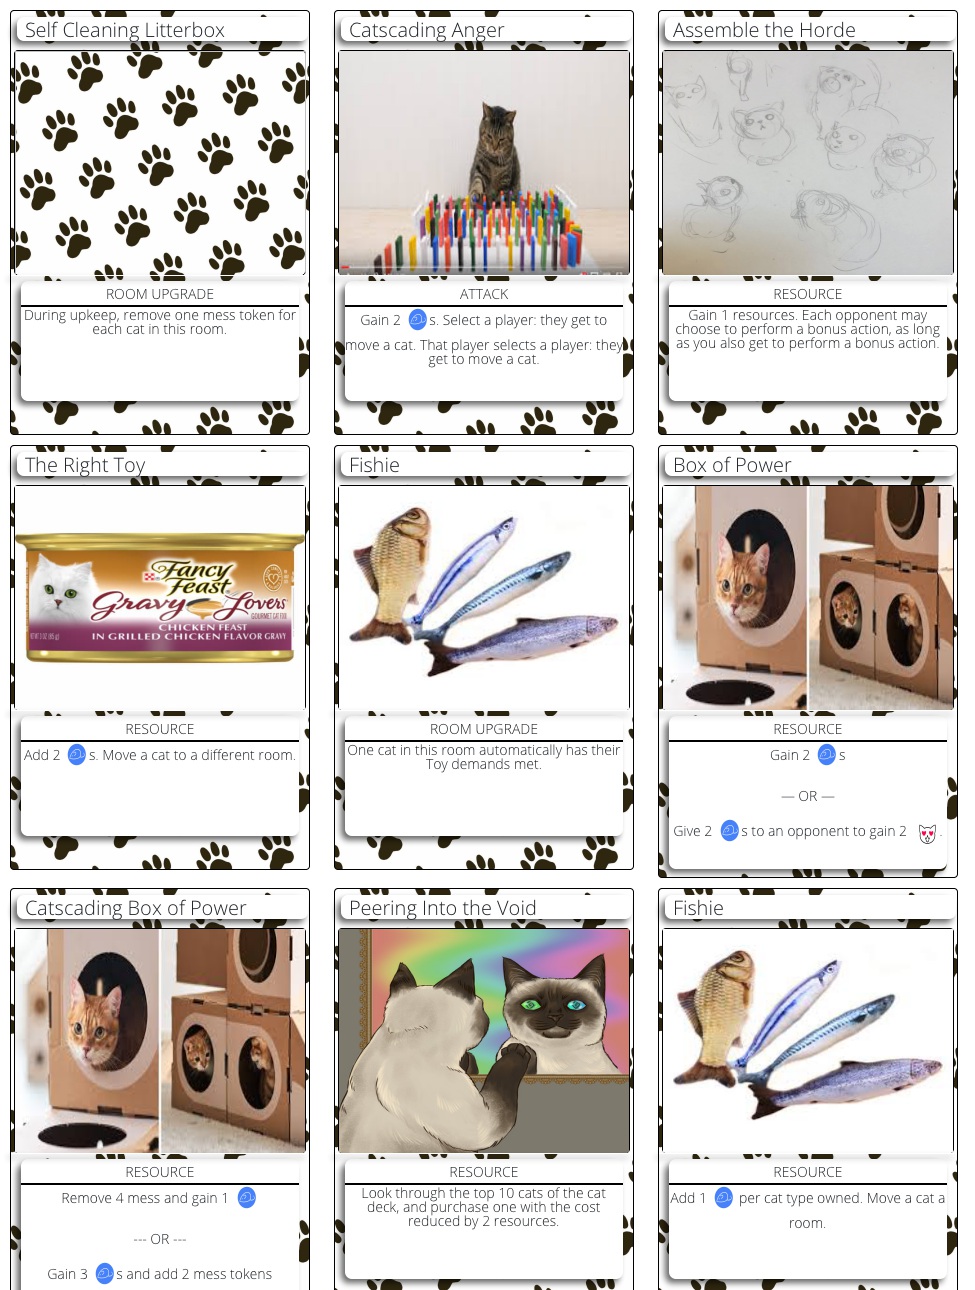 Self Cleaning Litterbox
ROOM UPGRADE
During upkeep, remove one mess token for
each cat in this room.
Catscading Anger
ATTACK
Gain 2 s. Select a player: they get to
move a cat. That player selects a player: they
get to move a cat.
Assemble the Horde
RESOURCE
Gain 1 resources. Each opponent may
choose to perform a bonus action, as long
as you also get to perform a bonus action.
The Right Toy
Fancy
Feast
Gravy Lovers
GOURMET CAT FOOD
CHICKEN FEAST
IN GRILLED CHICKEN FLAVOR GRAVY
NET WT 3 OZ (85 g)
RESOURCE
Add 2 s. Move a cat to a different room.
Fishie
ROOM UPGRADE
One cat in this room automatically has their
Toy demands met.
Box of Power
RESOURCE
Gain 2 s
— OR —
Give 2 s to an opponent to gain 2 .
Catscading Box of Power
RESOURCE
Remove 4 mess and gain 1
--- OR ---
Gain 3 s and add 2 mess tokens
Peering Into the Void
RESOURCE
Look through the top 10 cats of the cat
deck, and purchase one with the cost
reduced by 2 resources.
Fishie
RESOURCE
Add 1 per cat type owned. Move a cat a
room.